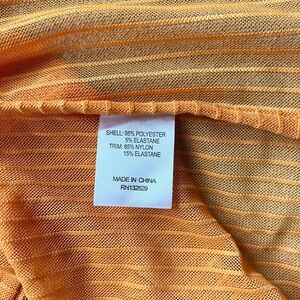 SHELL: 95% POLYESTER
5% ELASTANE
TRIM: 85% NYLON
15% ELASTANE
MADE IN CHINA
RN132629